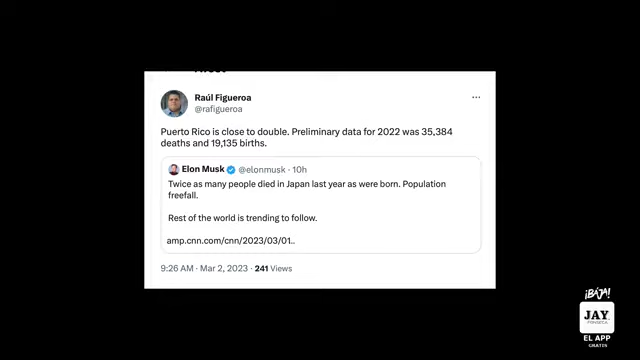 Raúl Figueroa
@rafigueroa
Puerto Rico is close to double. Preliminary data for 2022 was 35,384
deaths and 19,135 births.
Elon Musk @elonmusk · 10h
Twice as many people died in Japan last year as were born. Population
freefall.
Rest of the world is trending to follow.
amp.cnn.com/cnn/2023/03/01..
9:26 AM · Mar 2, 2023 · 241 Views
¡BÁJA!
JAY
FONSECA
EL APP
GRATIS